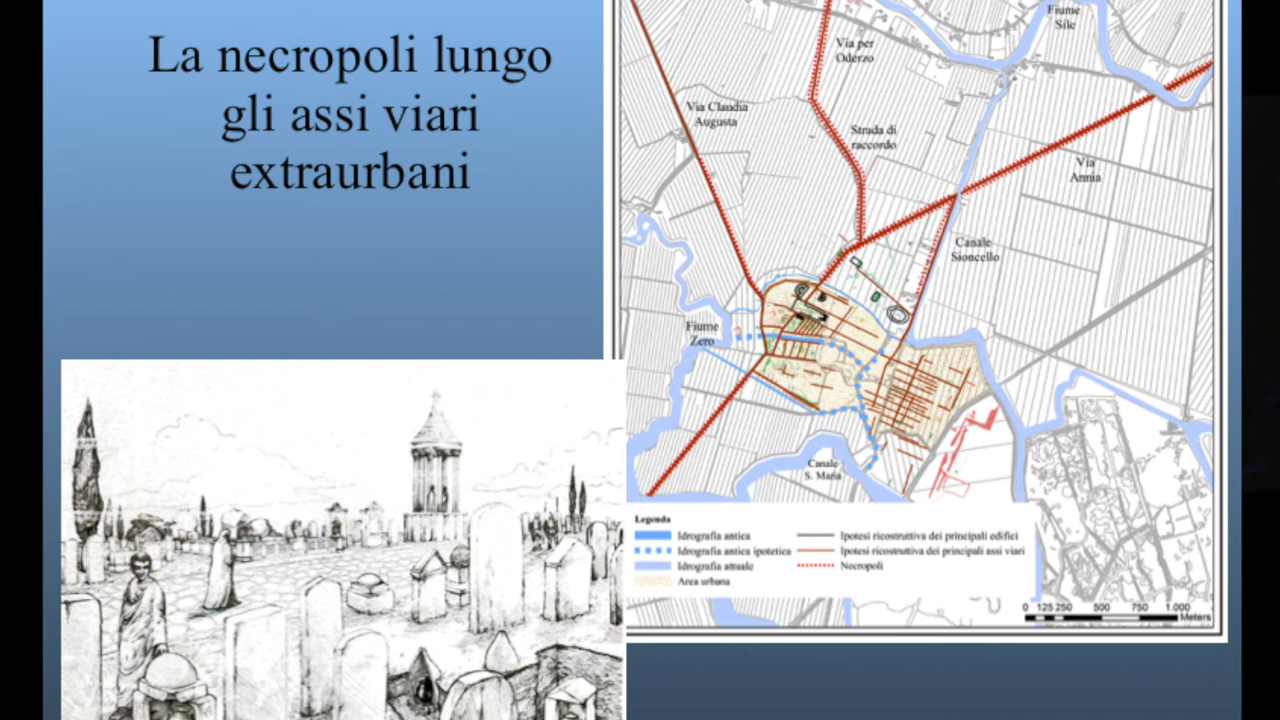 La necropoli lungo
gli assi viari
extraurbani
Fiume
Sile
Via per
Oderzo
Via Claudia
Augusta
Strada di
raccordo
Via
Annia
Canale
Sioncello
Fiume
Zero
Canale
S. Maria
Legenda
Idrografia antica
Idrografia antica ipotetica
Idrografia attuale
Area urbana
Ipotesi ricostruttiva dei principali edifici
Ipotesi ricostruttiva dei principali assi viari
Necropoli
0 125 250 500 750 1.000
Meters